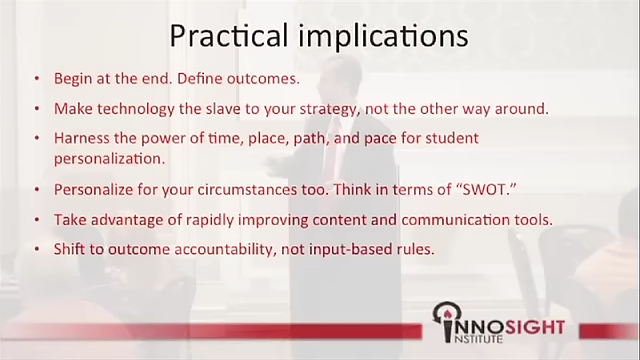 Practical implications
• Begin at the end. Define outcomes.
• Make technology the slave to your strategy, not the other way around.
• Harness the power of time, place, path, and pace for student
personalization.
• Personalize for your circumstances too. Think in terms of “SWOT.”
• Take advantage of rapidly improving content and communication tools.
• Shift to outcome accountability, not input-based rules.
INNOSIGHT
INSTITUTE